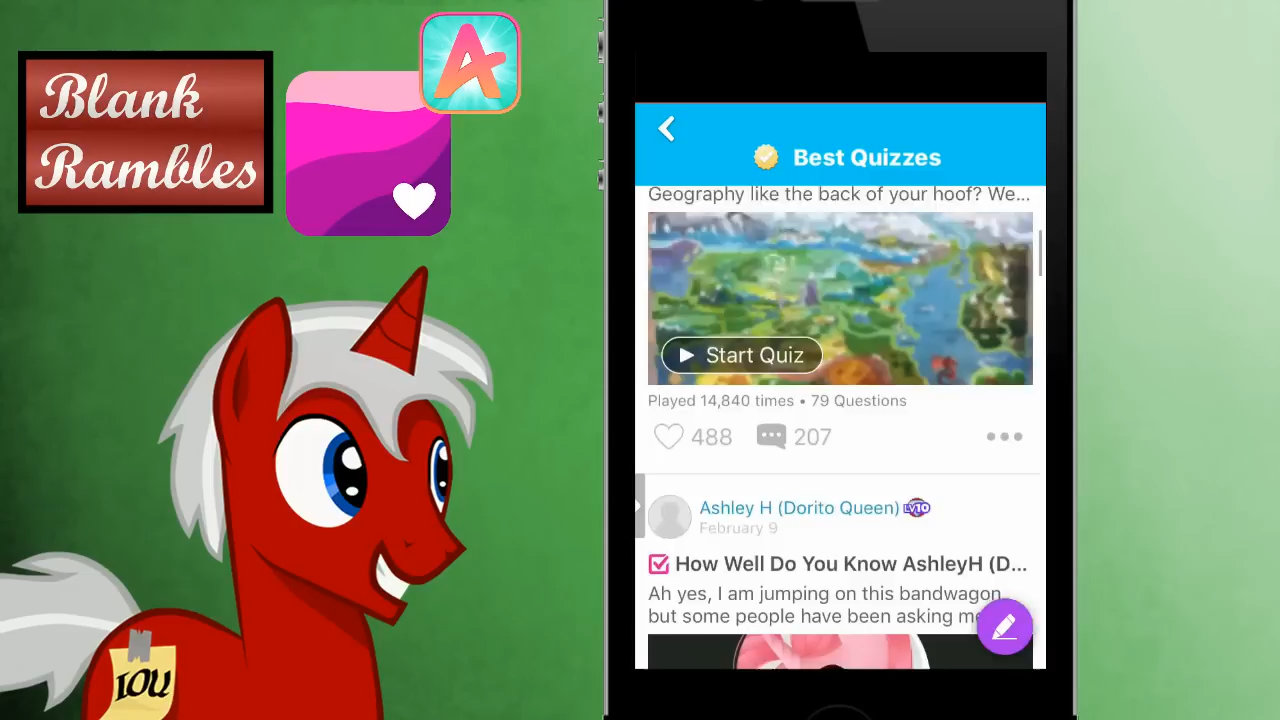 Blank
Rambles
A
Best Quizzes
Geography like the back of your hoof? We...
Start Quiz
Played 14,840 times • 79 Questions
488
207
Ashley H (Dorito Queen) LV10
February 9
How Well Do You Know AshleyH (D...
Ah yes, I am jumping on this bandwagon
but some people have been asking me
IOU